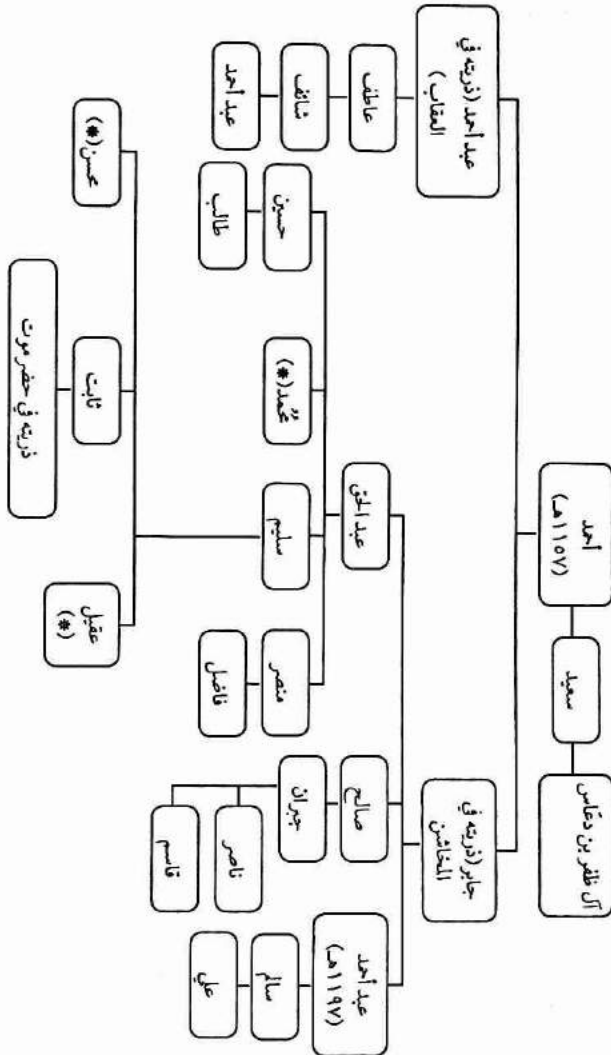 آل ظفر بن دغاس
سعيد
أحمد
(١١٥٧هـ)
جابر (ذريته في
المخاشن
عبد أحمد (ذريته في
العقاب)
عبد أحمد
(١١٩٧هـ)
صالح
عبد الحق
عاطف
سالم
جبران
منصر
سليم
محمد (*)
حسين
شائف
علي
ناصر
قاسم
فاضل
طالب
عبد أحمد
عقيل
(*)
ثابت
محسن (*)
ذريته في حضرموت